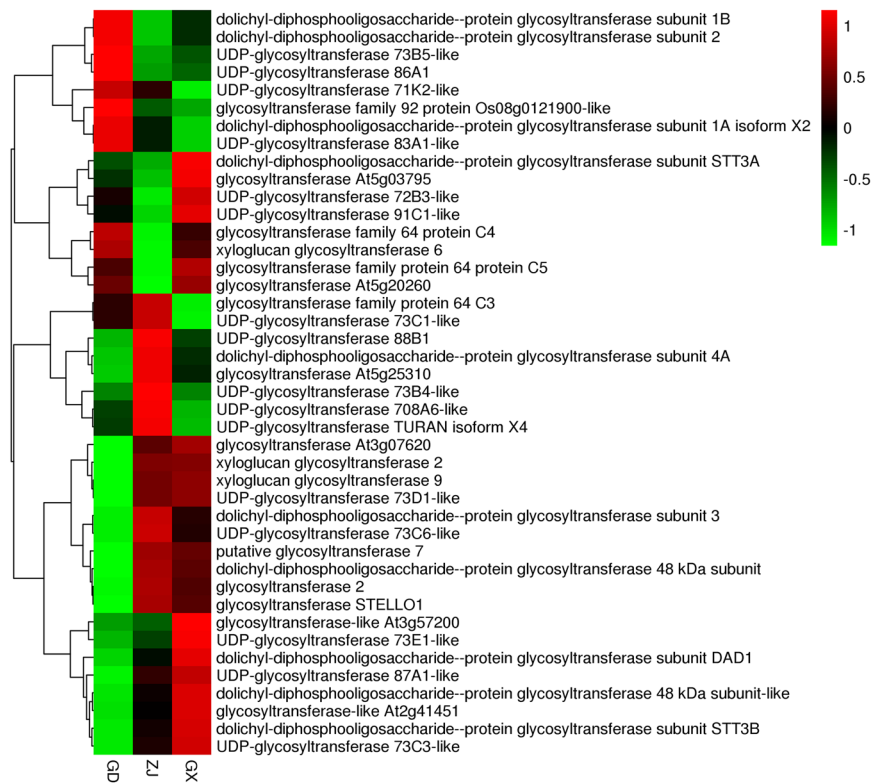 dolichyl-diphosphooligosaccharide--protein glycosyltransferase subunit 1B
dolichyl-diphosphooligosaccharide--protein glycosyltransferase subunit 2
UDP-glycosyltransferase 73B5-like
UDP-glycosyltransferase 86A1
UDP-glycosyltransferase 71K2-like
glycosyltransferase family 92 protein Os08g0121900-like
dolichyl-diphosphooligosaccharide--protein glycosyltransferase subunit 1A isoform X2
UDP-glycosyltransferase 83A1-like
dolichyl-diphosphooligosaccharide--protein glycosyltransferase subunit STT3A
glycosyltransferase At5g03795
UDP-glycosyltransferase 72B3-like
UDP-glycosyltransferase 91C1-like
glycosyltransferase family 64 protein C4
xyloglucan glycosyltransferase 6
glycosyltransferase family protein 64 protein C5
glycosyltransferase At5g20260
glycosyltransferase family protein 64 C3
UDP-glycosyltransferase 73C1-like
UDP-glycosyltransferase 88B1
dolichyl-diphosphooligosaccharide--protein glycosyltransferase subunit 4A
glycosyltransferase At5g25310
UDP-glycosyltransferase 73B4-like
UDP-glycosyltransferase 708A6-like
UDP-glycosyltransferase TURAN isoform X4
glycosyltransferase At3g07620
xyloglucan glycosyltransferase 2
xyloglucan glycosyltransferase 9
UDP-glycosyltransferase 73D1-like
dolichyl-diphosphooligosaccharide--protein glycosyltransferase subunit 3
UDP-glycosyltransferase 73C6-like
putative glycosyltransferase 7
dolichyl-diphosphooligosaccharide--protein glycosyltransferase 48 kDa subunit
glycosyltransferase 2
glycosyltransferase STELLO1
glycosyltransferase-like At3g57200
UDP-glycosyltransferase 73E1-like
dolichyl-diphosphooligosaccharide--protein glycosyltransferase subunit DAD1
UDP-glycosyltransferase 87A1-like
dolichyl-diphosphooligosaccharide--protein glycosyltransferase 48 kDa subunit-like
glycosyltransferase-like At2g41451
dolichyl-diphosphooligosaccharide--protein glycosyltransferase subunit STT3B
UDP-glycosyltransferase 73C3-like
GD
ZJ
GX
1
0.5
0
-0.5
-1